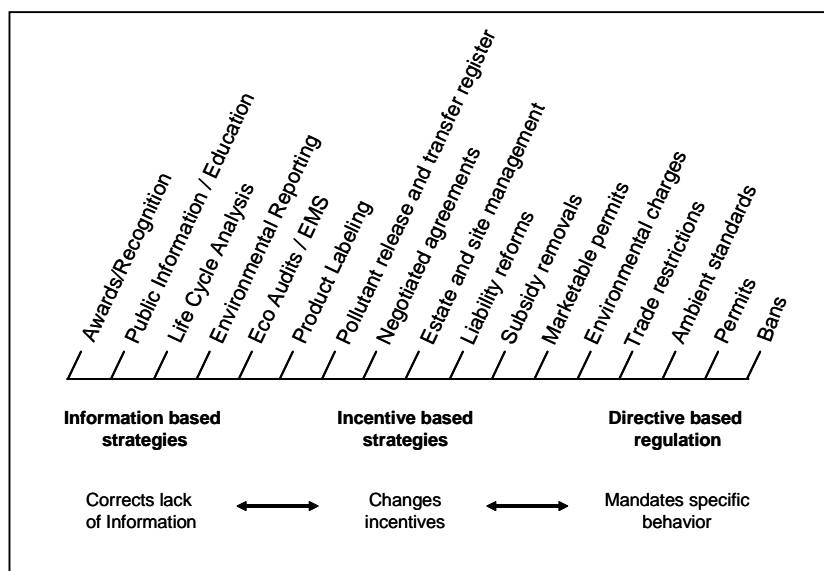 Awards/Recognition
Public Information / Education
Life Cycle Analysis
Environmental Reporting
Eco Audits / EMS
Product Labeling
Pollutant release and transfer register
Negotiated agreements
Estate and site management
Liability reforms
Subsidy removals
Marketable permits
Environmental charges
Trade restrictions
Ambient standards
Permits
Bans
Information based
strategies
Incentive based
strategies
Directive based
regulation
Corrects lack
of Information
Changes
incentives
Mandates specific
behavior